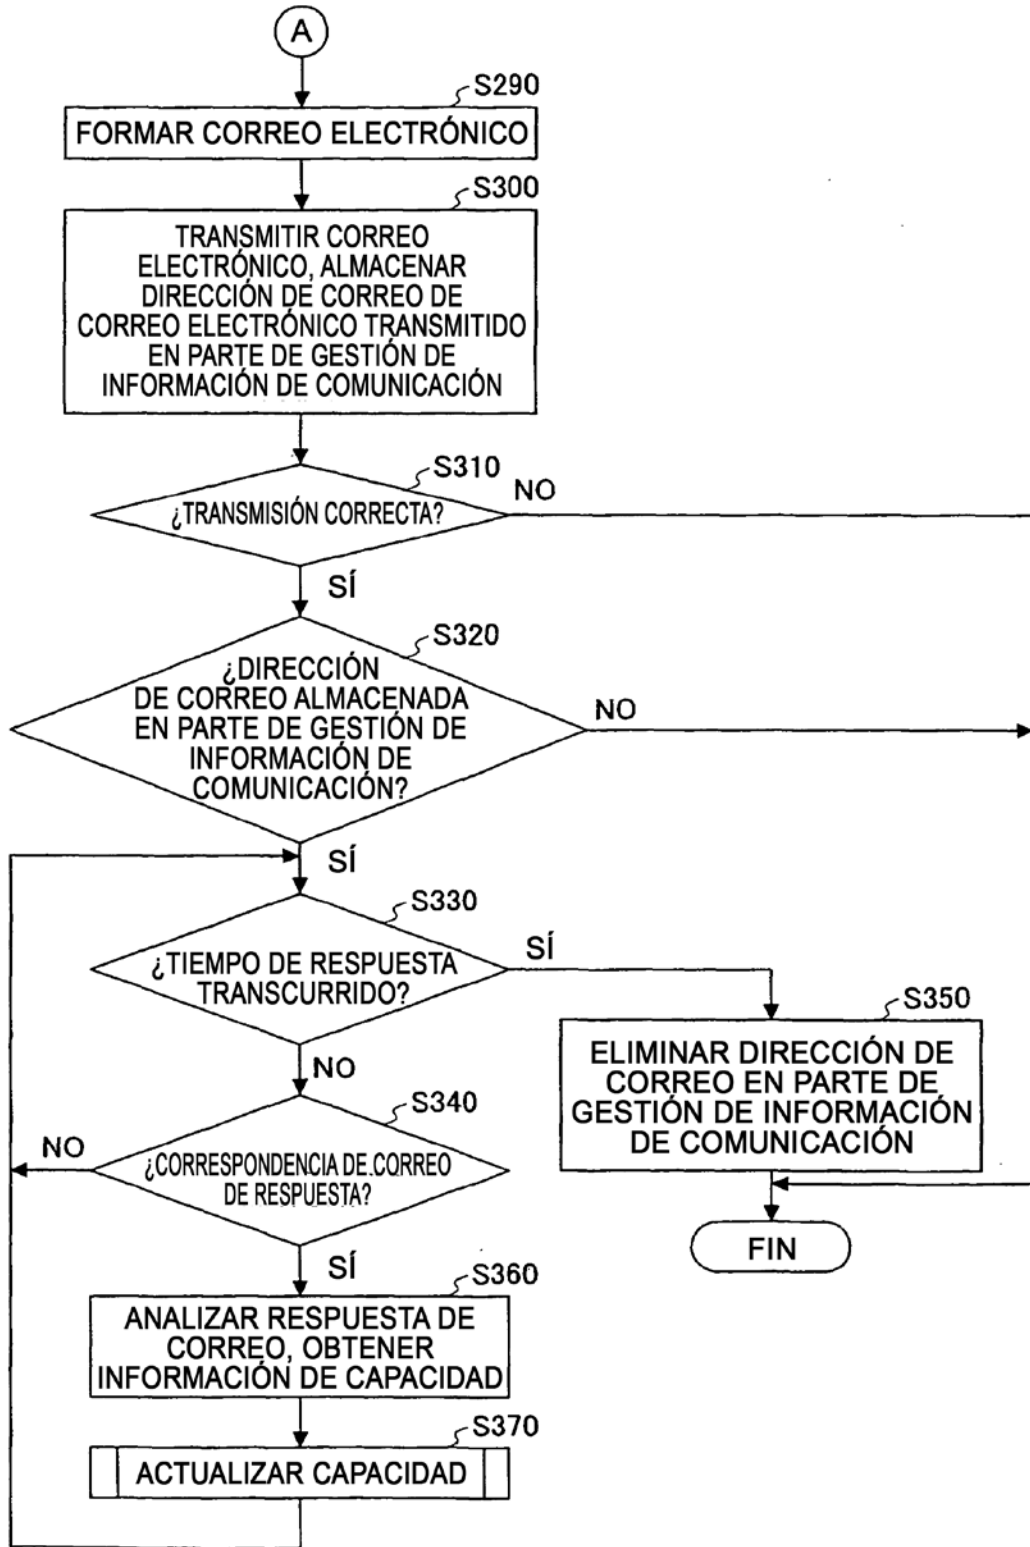 A
S290
FORMAR CORREO ELECTRÓNICO
S300
TRANSMITIR CORREO
ELECTRÓNICO, ALMACENAR
DIRECCIÓN DE CORREO DE
CORREO ELECTRÓNICO TRANSMITIDO
EN PARTE DE GESTIÓN DE
INFORMACIÓN DE COMUNICACIÓN
S310
¿TRANSMISIÓN CORRECTA?
NO
SÍ
S320
¿DIRECCIÓN
DE CORREO ALMACENADA
EN PARTE DE GESTIÓN DE
INFORMACIÓN DE
COMUNICACIÓN?
NO
SÍ
S330
¿TIEMPO DE RESPUESTA
TRANSCURRIDO?
SÍ
NO
S350
ELIMINAR DIRECCIÓN DE
CORREO EN PARTE DE
GESTIÓN DE INFORMACIÓN
DE COMUNICACIÓN
S340
¿CORRESPONDENCIA DE CORREO
DE RESPUESTA?
NO
SÍ
FIN
S360
ANALIZAR RESPUESTA DE
CORREO, OBTENER
INFORMACIÓN DE CAPACIDAD
S370
ACTUALIZAR CAPACIDAD